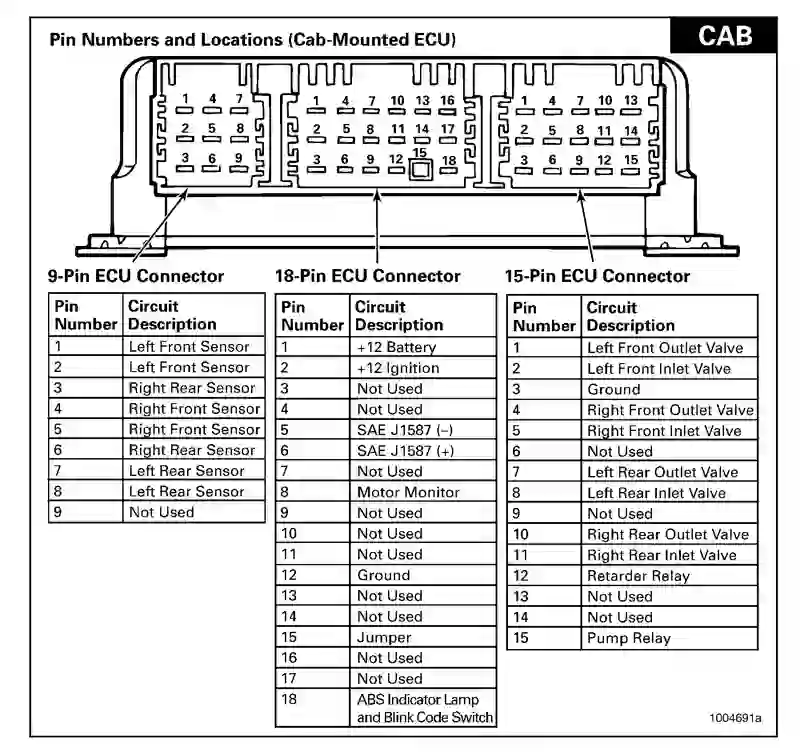 Pin Numbers and Locations (Cab-Mounted ECU)
CAB
1 4 7
2 5 8
3 6 9
1 4 7 10 13 16
2 5 8 11 14 17
3 6 9 12 15 18
1 4 7 10 13
2 5 8 11 14
3 6 9 12 15
9-Pin ECU Connector
Pin Number Circuit Description
1 Left Front Sensor
2 Left Front Sensor
3 Right Rear Sensor
4 Right Front Sensor
5 Right Front Sensor
6 Right Rear Sensor
7 Left Rear Sensor
8 Left Rear Sensor
9 Not Used
18-Pin ECU Connector
Pin Number Circuit Description
1 +12 Battery
2 +12 Ignition
3 Not Used
4 Not Used
5 SAE J1587 (–)
6 SAE J1587 (+)
7 Not Used
8 Motor Monitor
9 Not Used
10 Not Used
11 Not Used
12 Ground
13 Not Used
14 Not Used
15 Jumper
16 Not Used
17 Not Used
18 ABS Indicator Lamp
and Blink Code Switch
15-Pin ECU Connector
Pin Number Circuit Description
1 Left Front Outlet Valve
2 Left Front Inlet Valve
3 Ground
4 Right Front Outlet Valve
5 Right Front Inlet Valve
6 Not Used
7 Left Rear Outlet Valve
8 Left Rear Inlet Valve
9 Not Used
10 Right Rear Outlet Valve
11 Right Rear Inlet Valve
12 Retarder Relay
13 Not Used
14 Not Used
15 Pump Relay
1004691a